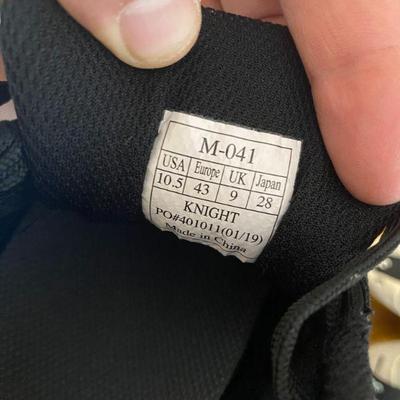 M-041
USA Europe UK Japan
10.5 43 9 28
KNIGHT
PO#401011(01/19)
Made in China